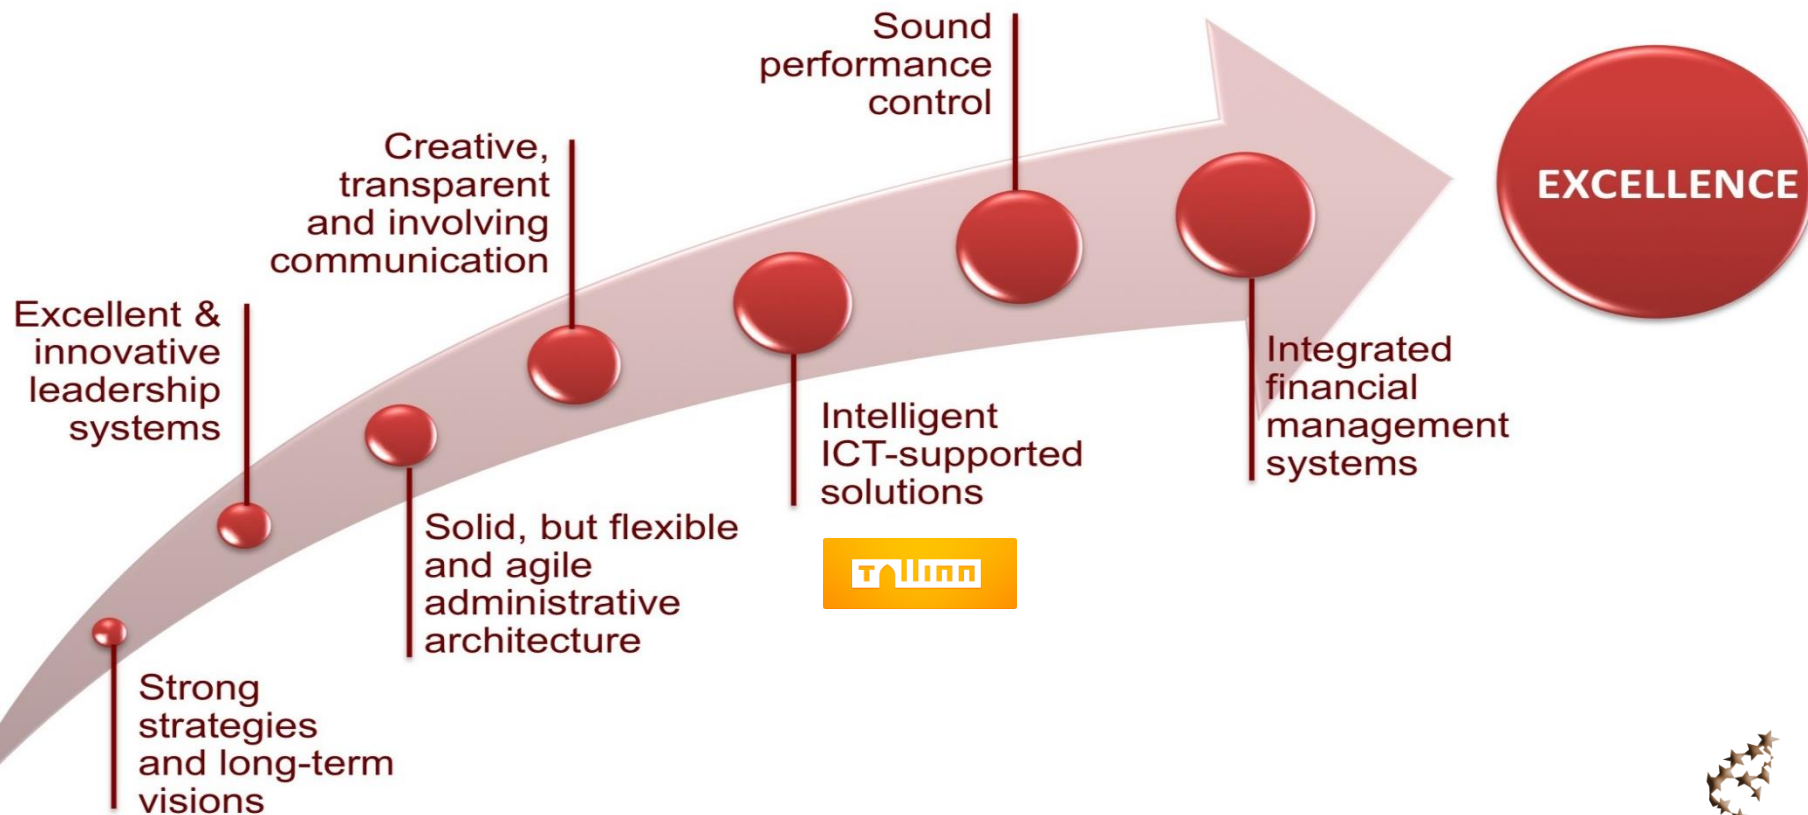 Sound
performance
control
Creative,
transparent
and involving
communication
EXCELLENCE
Excellent &
innovative
leadership
systems
Integrated
financial
management
systems
Intelligent
ICT-supported
solutions
Solid, but flexible
and agile
administrative
architecture
Tallinn
Strong
strategies
and long-term
visions